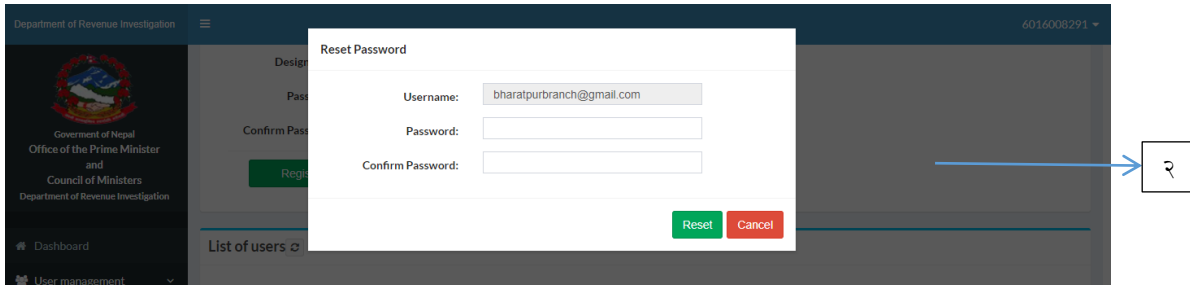 Department of Revenue Investigation
6016008291
Goverment of Nepal
Office of the Prime Minister
and
Council of Ministers
Department of Revenue Investigation
Dashboard
User management
Design
Pass
Confirm Pass
Regis
List of users
Reset Password
Username: bharatpurbranch@gmail.com
Password:
Confirm Password:
Reset Cancel
२